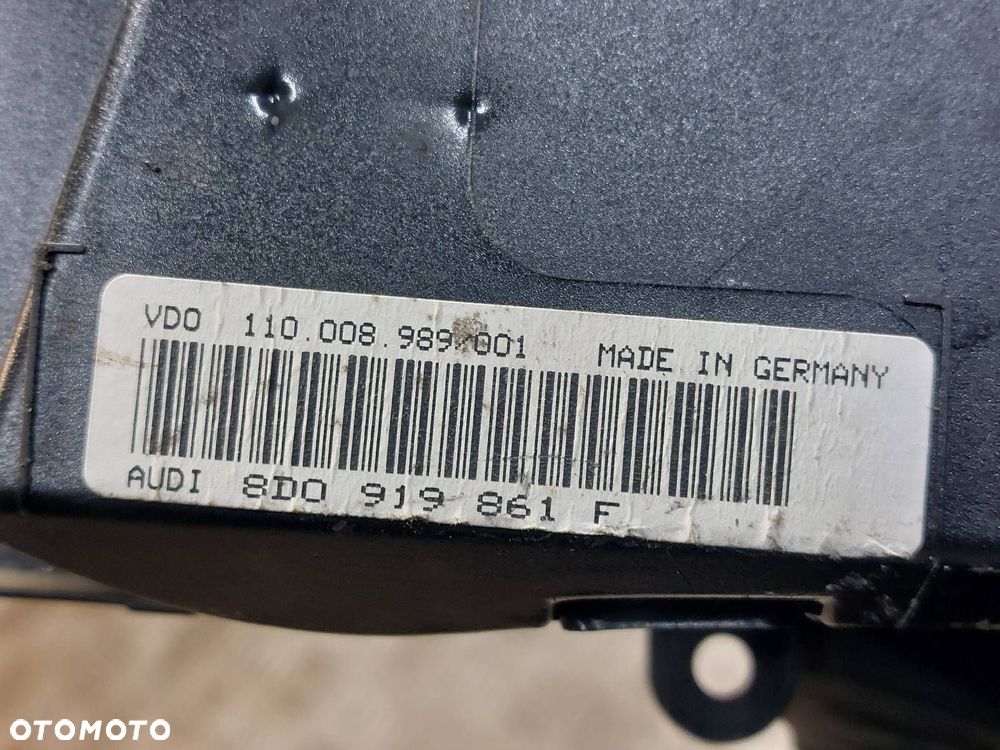 VDO 110.008.989.001 MADE IN GERMANY
AUDI 8D0 919 861 F
OTOMOTO